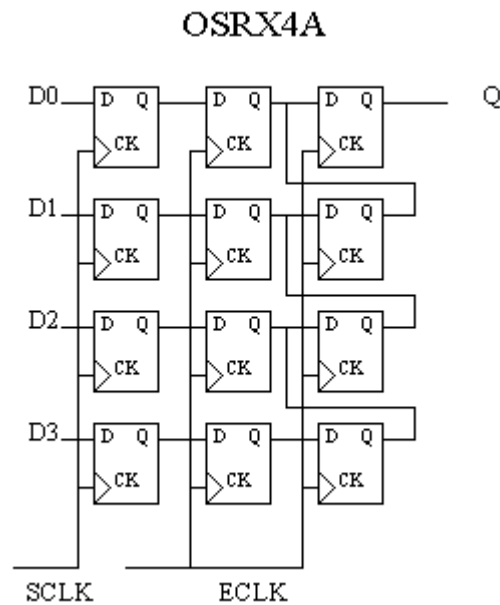 OSRX4A
D0 D Q D Q D Q Q
CK CK CK
D1 D Q D Q D Q
CK CK CK
D2 D Q D Q D Q
CK CK CK
D3 D Q D Q D Q
CK CK CK
SCLK ECLK